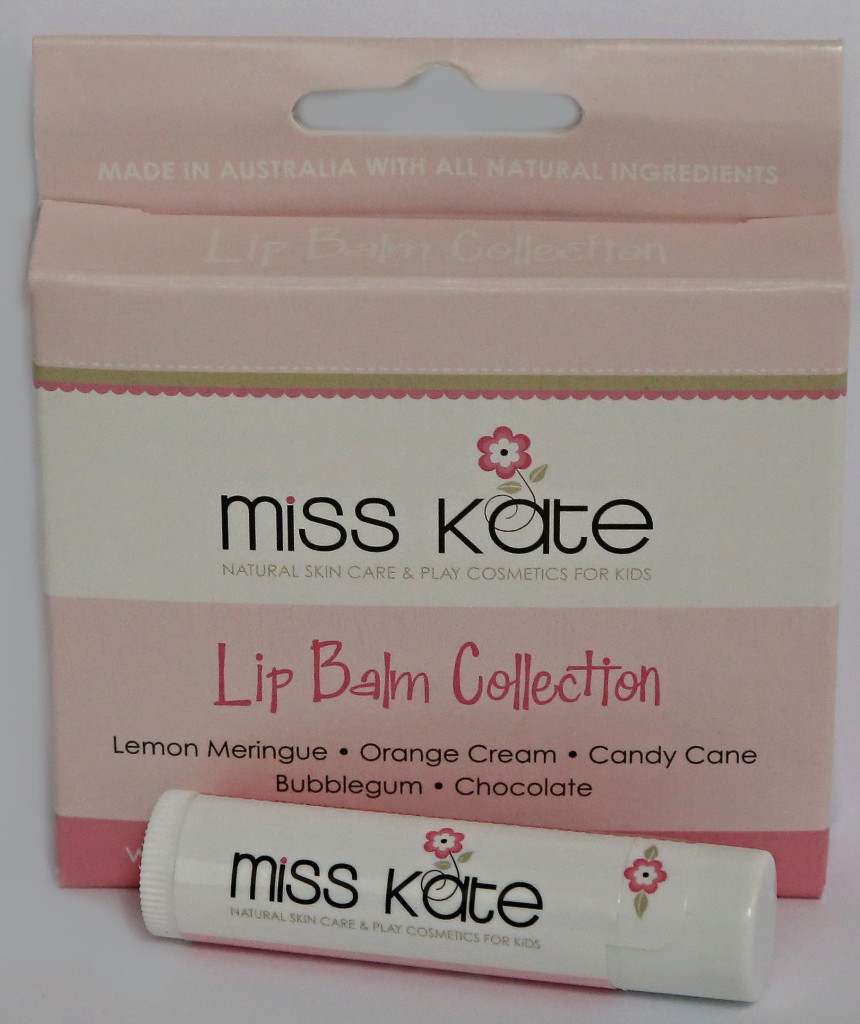 MADE IN AUSTRALIA WITH ALL NATURAL INGREDIENTS
Lip Balm Collection
miss kate
NATURAL SKIN CARE & PLAY COSMETICS FOR KIDS
Lip Balm Collection
Lemon Meringue • Orange Cream • Candy Cane
Bubblegum • Chocolate
miss kate
NATURAL SKIN CARE & PLAY COSMETICS FOR KIDS